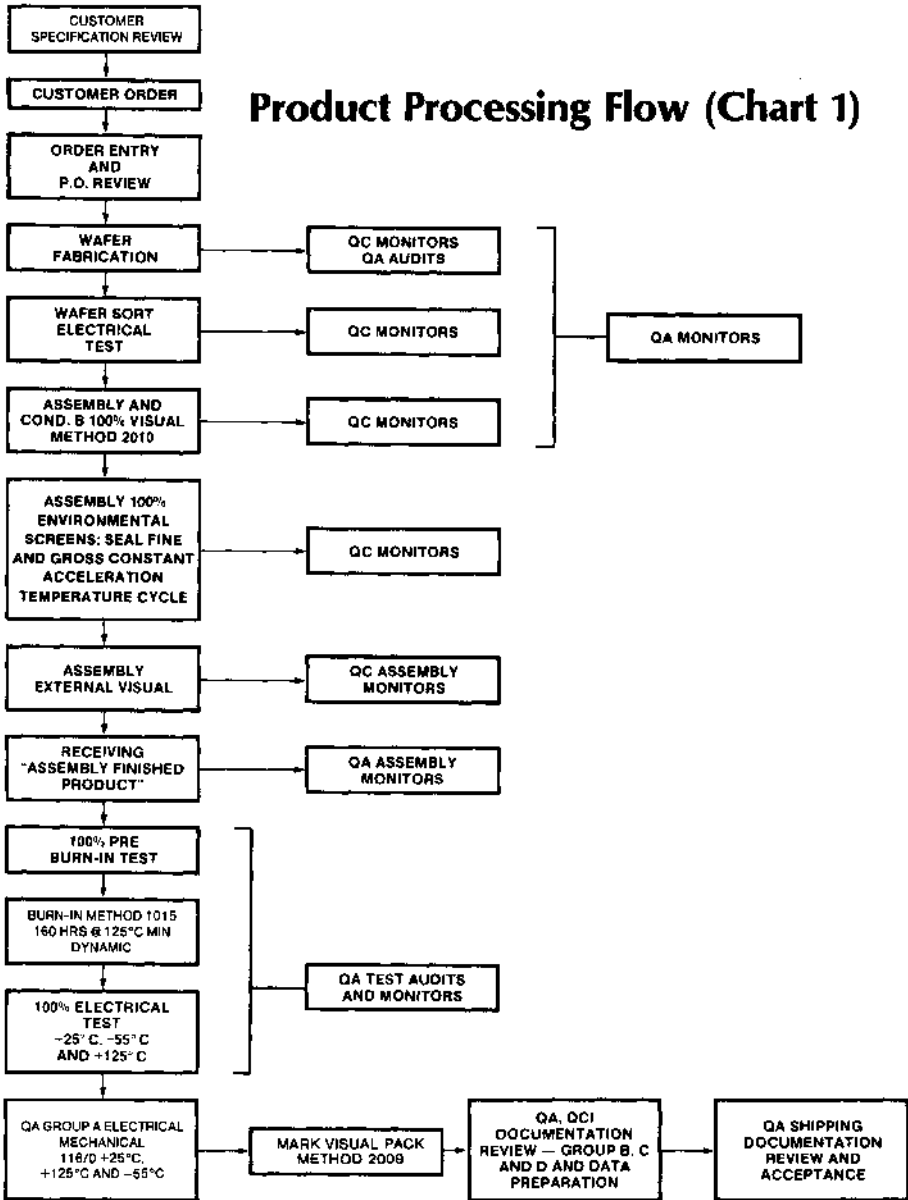 CUSTOMER
SPECIFICATION REVIEW
CUSTOMER ORDER
Product Processing Flow (Chart 1)
ORDER ENTRY
AND
P.O. REVIEW
WAFER
FABRICATION
QC MONITORS
QA AUDITS
WAFER SORT
ELECTRICAL
TEST
QC MONITORS
QA MONITORS
ASSEMBLY AND
COND. B 100% VISUAL
METHOD 2010
QC MONITORS
ASSEMBLY 100%
ENVIRONMENTAL
SCREENS: SEAL FINE
AND GROSS CONSTANT
ACCELERATION
TEMPERATURE CYCLE
QC MONITORS
ASSEMBLY
EXTERNAL VISUAL
QC ASSEMBLY
MONITORS
RECEIVING
"ASSEMBLY FINISHED
PRODUCT"
QA ASSEMBLY
MONITORS
100% PRE
BURN-IN TEST
BURN-IN METHOD 1015
160 HRS @ 125°C MIN
DYNAMIC
QA TEST AUDITS
AND MONITORS
100% ELECTRICAL
TEST
+25°C, -55°C
AND +125°C
QA GROUP A ELECTRICAL
MECHANICAL
116/0 +25°C,
+125°C AND -55°C
MARK VISUAL PACK
METHOD 2009
QA, QCI
DOCUMENTATION
REVIEW — GROUP B, C
AND D AND DATA
PREPARATION
QA SHIPPING
DOCUMENTATION
REVIEW AND
ACCEPTANCE